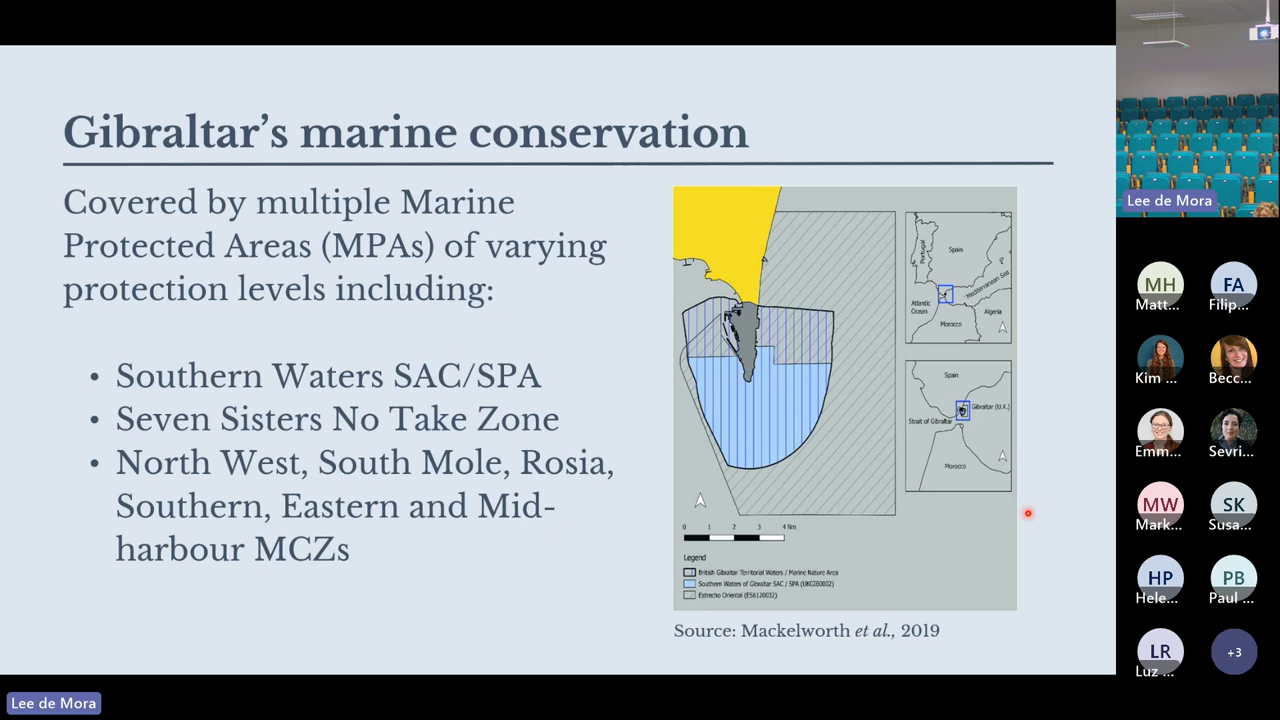 Gibraltar's marine conservation
Covered by multiple Marine
Protected Areas (MPAs) of varying
protection levels including:
• Southern Waters SAC/SPA
• Seven Sisters No Take Zone
• North West, South Mole, Rosia,
Southern, Eastern and Mid-
harbour MCZs
Portugal
Spain
Mediterranean Sea
Atlantic
Ocean
Algeria
Morocco
Spain
Gibraltar (U.K.)
Strait of Gibraltar
Morocco
0 1 2 3 4 Nm
Legend
British Gibraltar Territorial Waters / Marine Nature Area
Southern Waters of Gibraltar SAC / SPA (UKGIB0002)
Estrecho Oriental (ES6120032)
Source: Mackelworth et al., 2019
Lee de Mora
Lee de Mora
MH FA
Matt... Filip...
Kim ... Becc...
Emm... Sevri...
MW SK
Mark... Susa...
HP PB
Hele... Paul ...
LR +3
Luz ...